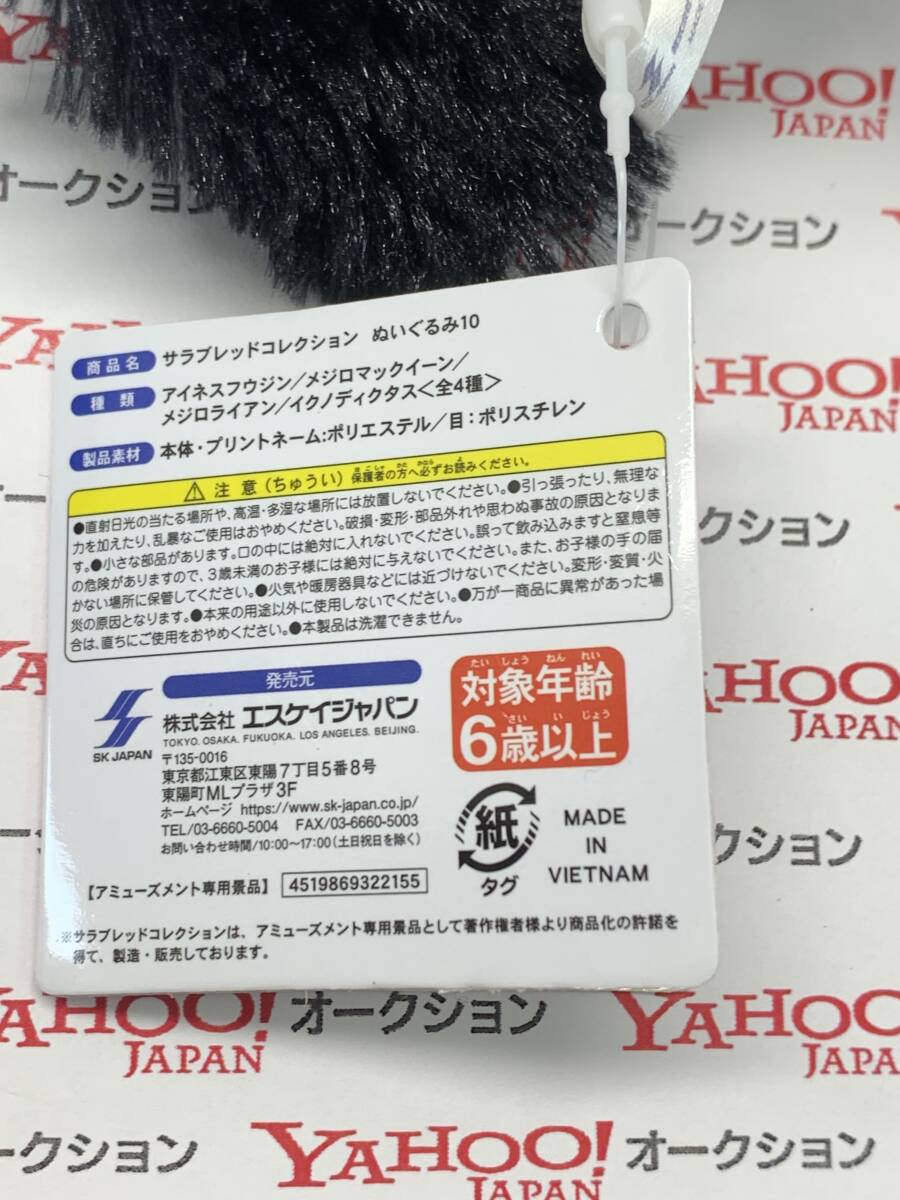 YAHOO!
JAPAN
オークション
オークション
商品名 サラブレッドコレクション ぬいぐるみ10
種類 アイネスフウジン/メジロマックイーン/
メジロライアン/イクノディクタス<全4種>
製品素材 本体・プリントネーム:ポリエステル/目:ポリスチレン
⚠ 注意(ちゅうい) 保護者の方へ必ずお読みください。
●直射日光の当たる場所や、高湿・多湿な場所には放置しないでください。●引っ張ったり、無理な
力を加えたり、乱暴なご使用はおやめください。破損・変形・部品外れや思わぬ事故の原因となりま
す。●小さな部品があります。口の中には絶対に入れないでください。誤って飲み込みますと窒息等
の危険がありますので、3歳未満のお子様には絶対に与えないでください。また、お子様の手の届
かない場所に保管してください。●火気や暖房器具などには近づけないでください。変形・変質・火
災の原因となります。●本来の用途以外に使用しないでください。●万が一商品に異常があった場
合は、直ちにご使用をおやめください。●本製品は洗濯できません。
発売元
SK JAPAN
株式会社 エスケイジャパン
TOKYO. OSAKA. FUKUOKA. LOS ANGELES. BEIJING.
〒135-0016
東京都江東区東陽7丁目5番8号
東陽町MLプラザ3F
ホームページ https://www.sk-japan.co.jp/
TEL/03-6660-5004 FAX/03-6660-5003
お問い合わせ時間/10:00〜17:00(土日祝日を除く)
たいしょうねんれい
対象年齢
さいいじょう
6歳以上
紙
タグ
MADE
IN
VIETNAM
【アミューズメント専用景品】 4519869322155
※サラブレッドコレクションは、アミューズメント専用景品として著作権者様より商品化の許諾を
得て、製造・販売しております。
YAHOO! オークション
JAPAN
YAHOO! オークション
JAPAN